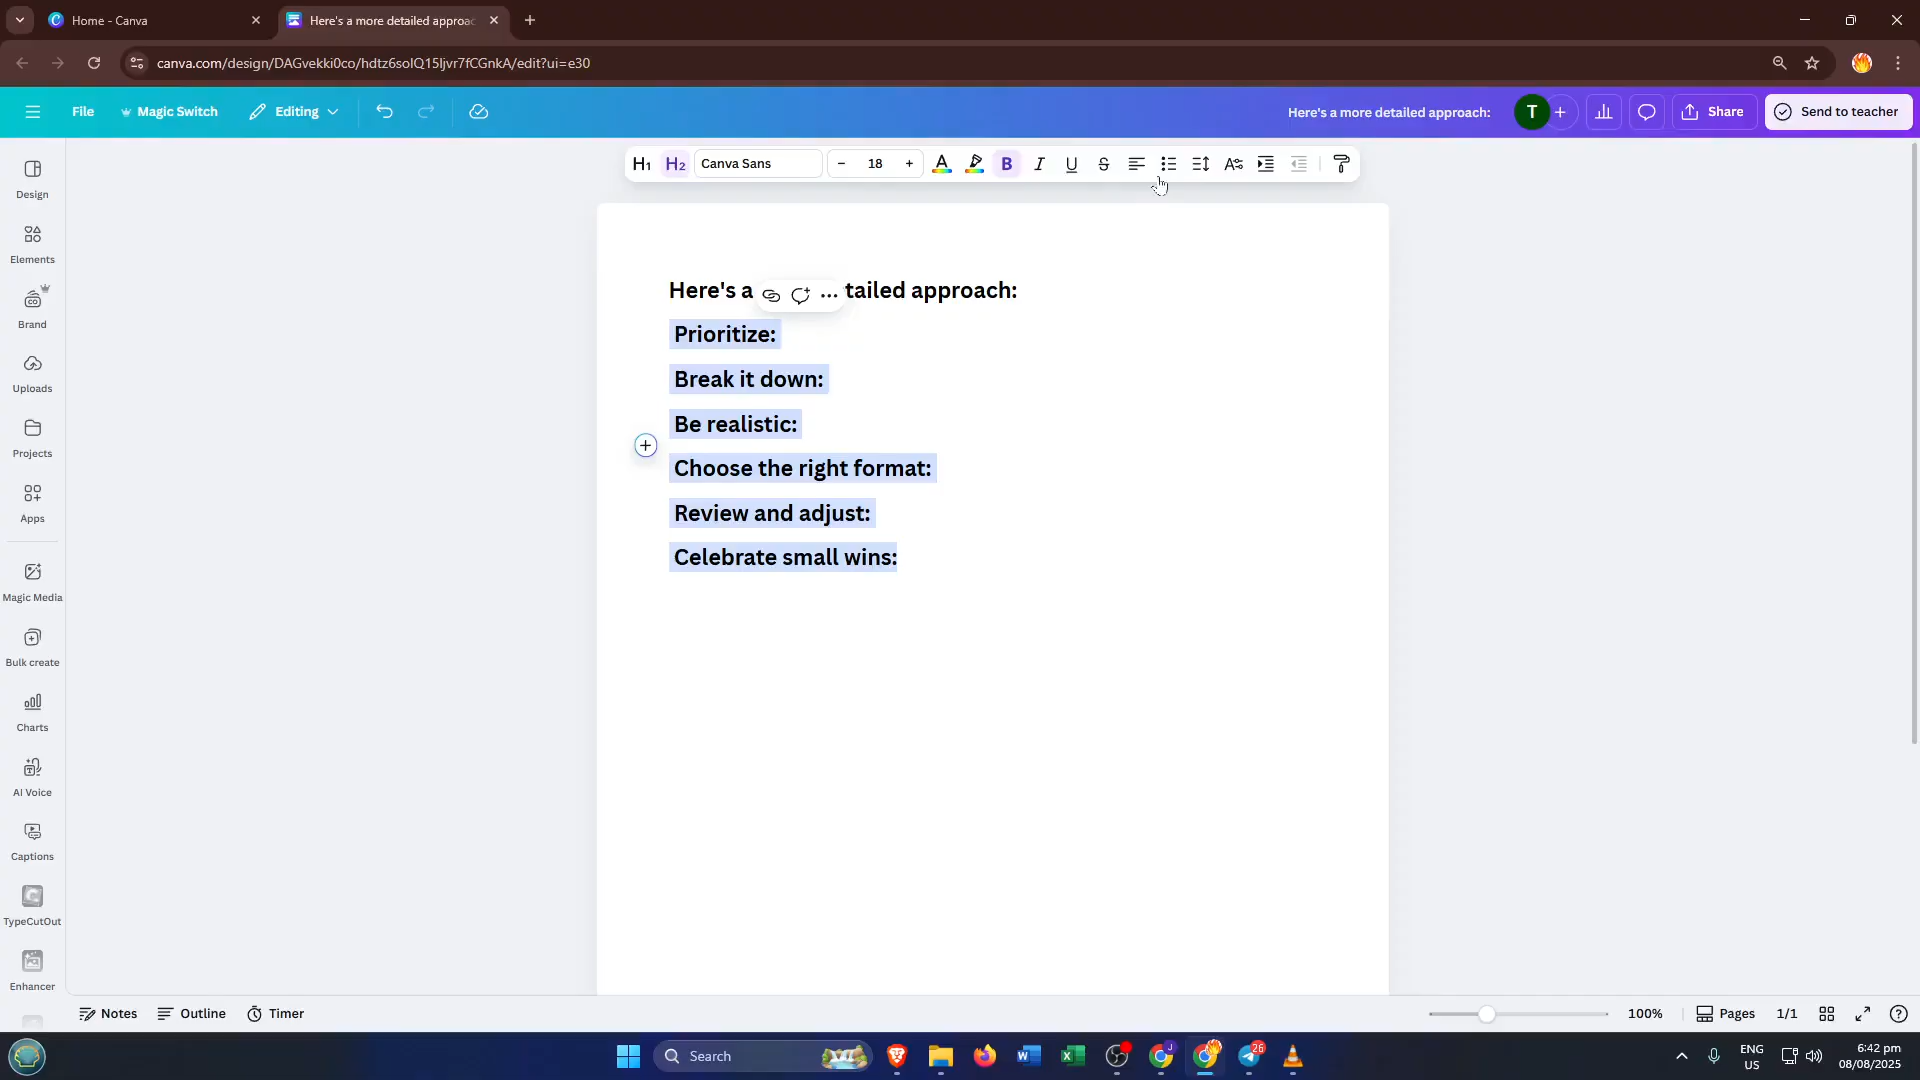 Home - Canva
Here's a more detailed approac
canva.com/design/DAGvekki0co/hdtz6solQ15ljvr7fCGnkA/edit?ui=e30
File
Magic Switch
Editing
Here's a more detailed approach:
T
Share
Send to teacher
H1
H2
Canva Sans
18
B
I
U
S
Design
Elements
Brand
Uploads
Projects
Apps
Magic Media
Bulk create
Charts
AI Voice
Captions
TypeCutOut
Enhancer
Here's a
tailed approach:
Prioritize:
Break it down:
Be realistic:
Choose the right format:
Review and adjust:
Celebrate small wins:
Notes
Outline
Timer
100%
Pages
1/1
Search
26
ENG
US
6:42 pm
08/08/2025